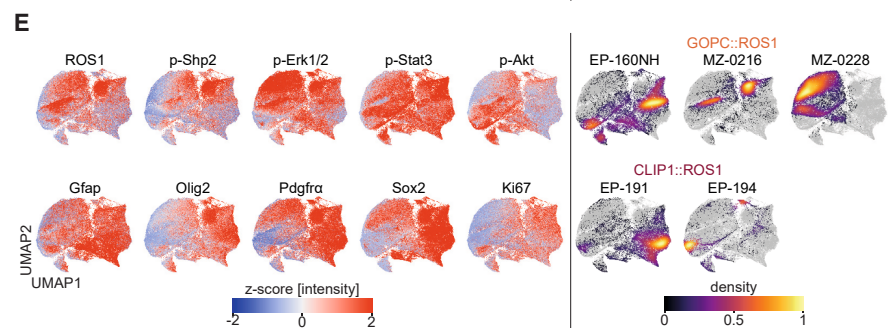 E
ROS1 p-Shp2 p-Erk1/2 p-Stat3 p-Akt
GOPC::ROS1
EP-160NH MZ-0216 MZ-0228
Gfap Olig2 Pdgfrα Sox2 Ki67
CLIP1::ROS1
EP-191 EP-194
UMAP2
UMAP1
z-score [intensity]
-2 0 2
density
0 0.5 1